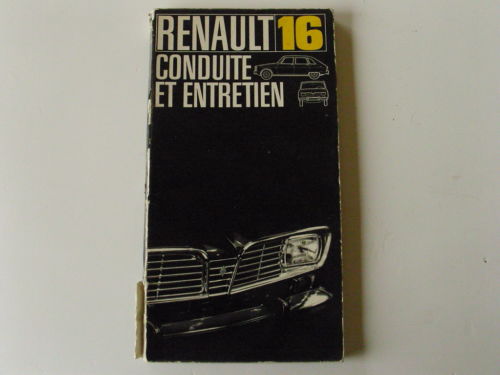 RENAULT 16
CONDUITE
ET ENTRETIEN